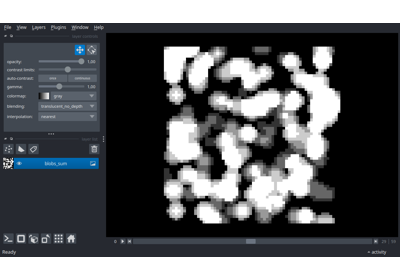 File View Layers Plugins Window Help
opacity: 1.00
contrast limits:
auto-contrast: once continuous
gamma: 1.00
colormap: gray
blending: translucent_no_depth
interpolation: nearest
blobs_sum
Ready
activity